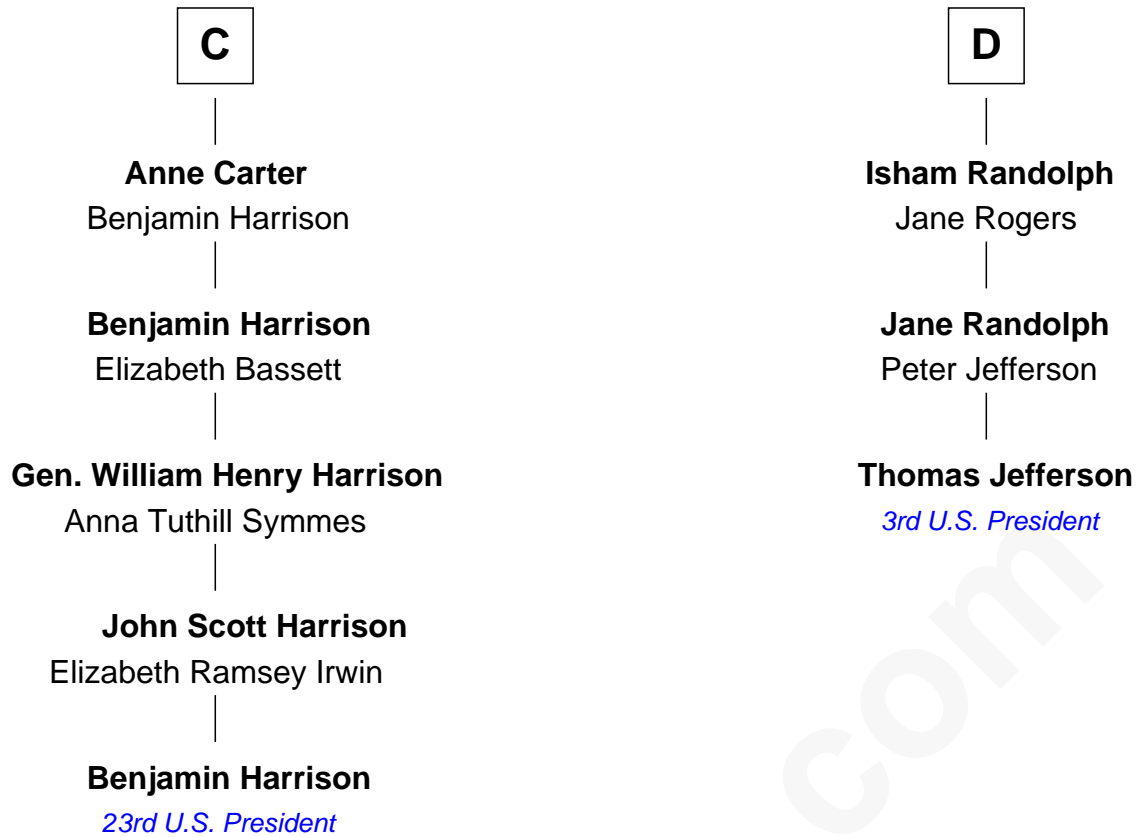 C
Anne Carter
Benjamin Harrison
Benjamin Harrison
Elizabeth Bassett
Gen. William Henry Harrison
Anna Tuthill Symmes
John Scott Harrison
Elizabeth Ramsey Irwin
Benjamin Harrison
23rd U.S. President
D
Isham Randolph
Jane Rogers
Jane Randolph
Peter Jefferson
Thomas Jefferson
3rd U.S. President
com